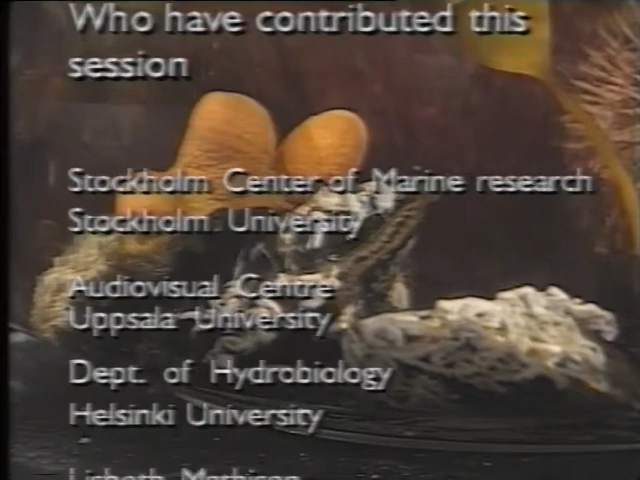 Who have contributed this
session
Stockholm Center of Marine research
Stockholm University
Audiovisual Centre
Uppsala University
Dept. of Hydrobiology
Helsinki University